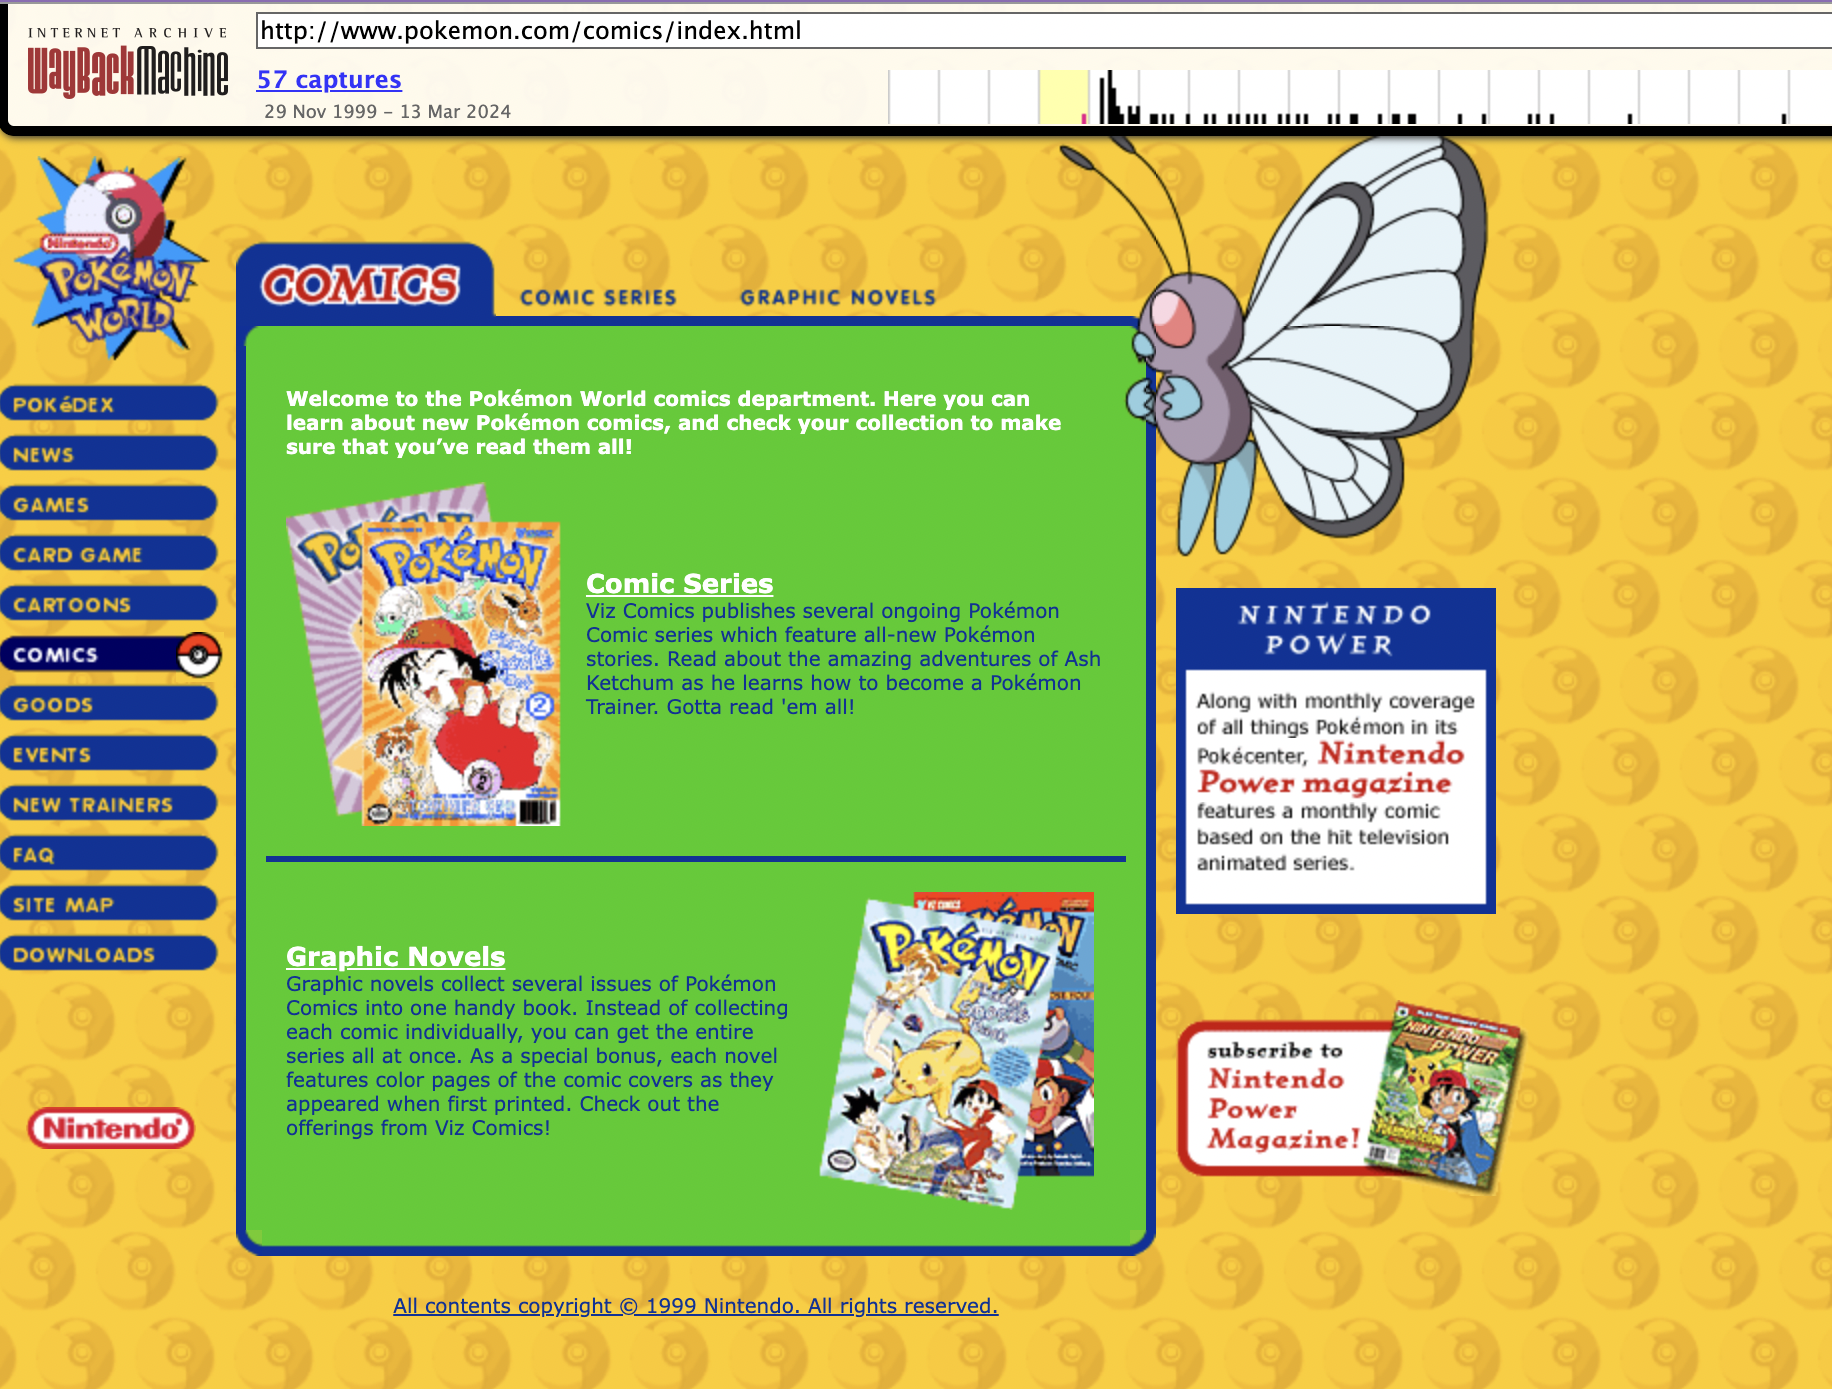 INTERNET ARCHIVE
WayBackMachine
http://www.pokemon.com/comics/index.html
57 captures
29 Nov 1999 – 13 Mar 2024
Nintendo
POKéMON
WORLD
COMICS
COMIC SERIES
GRAPHIC NOVELS
POKéDEX
NEWS
GAMES
CARD GAME
CARTOONS
COMICS
GOODS
EVENTS
NEW TRAINERS
FAQ
SITE MAP
DOWNLOADS
Nintendo
Welcome to the Pokémon World comics department. Here you can
learn about new Pokémon comics, and check your collection to make
sure that you’ve read them all!
POKéMON
2
Comic Series
Viz Comics publishes several ongoing Pokémon
Comic series which feature all-new Pokémon
stories. Read about the amazing adventures of Ash
Ketchum as he learns how to become a Pokémon
Trainer. Gotta read 'em all!
Graphic Novels
Graphic novels collect several issues of Pokémon
Comics into one handy book. Instead of collecting
each comic individually, you can get the entire
series all at once. As a special bonus, each novel
features color pages of the comic covers as they
appeared when first printed. Check out the
offerings from Viz Comics!
VIZ COMICS
POKéMON
NINTENDO
POWER
Along with monthly coverage
of all things Pokémon in its
Pokécenter, Nintendo
Power magazine
features a monthly comic
based on the hit television
animated series.
subscribe to
Nintendo
Power
Magazine!
NINTENDO
POWER
All contents copyright © 1999 Nintendo. All rights reserved.